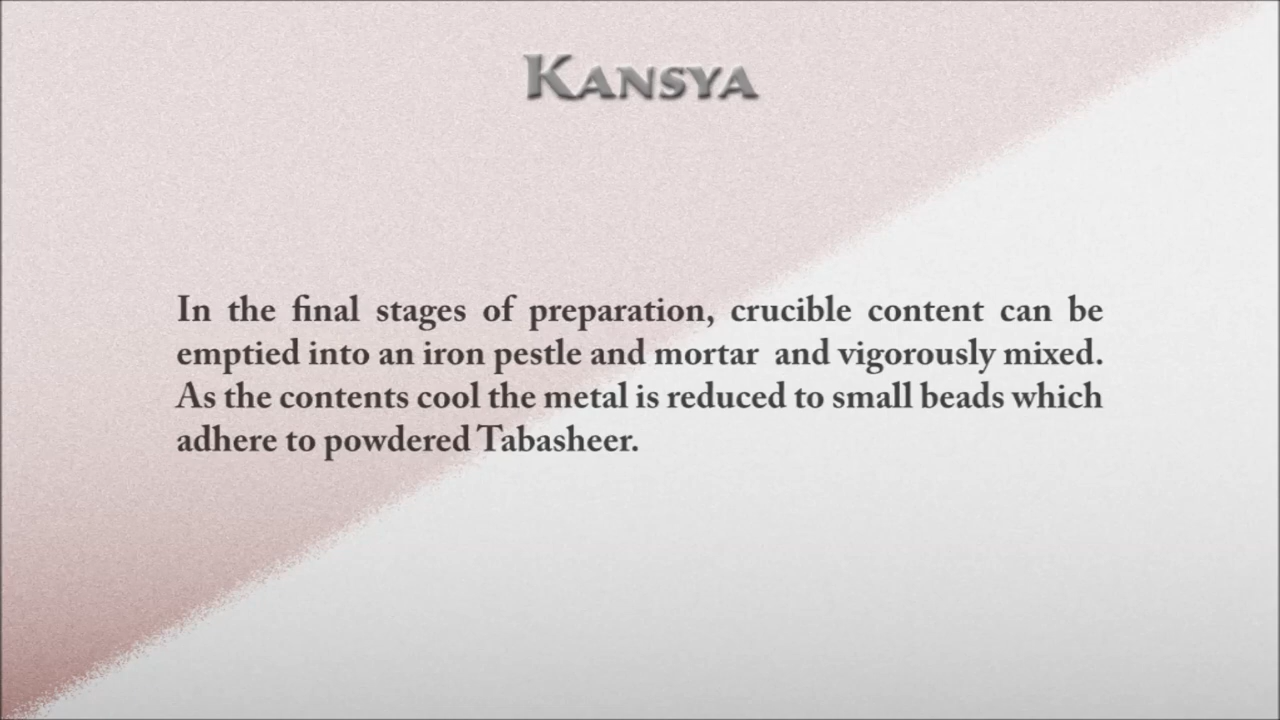 KANSYA
In the final stages of preparation, crucible content can be
emptied into an iron pestle and mortar  and vigorously mixed.
As the contents cool the metal is reduced to small beads which
adhere to powdered Tabasheer.